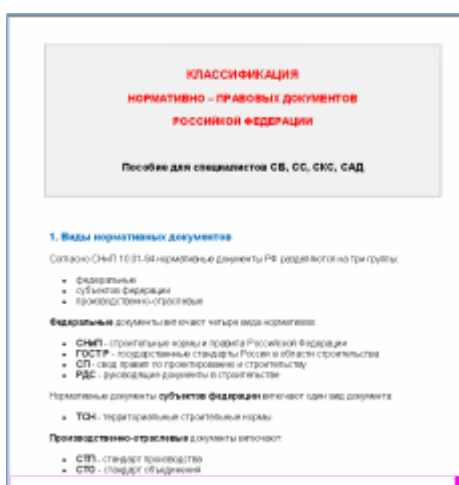 КЛАССИФИКАЦИЯ
НОРМАТИВНО – ПРАВОВЫХ ДОКУМЕНТОВ
РОССИЙКОЙ ФЕДЕРАЦИИ
Пособие для специалистов СБ, СС, СКС, САД
1. Виды нормативных документов
Согласно СНиП 10.01-94 нормативные документы РФ разделяются на три группы:
федеральные
субъектов федерации
производственно-отраслевые
Федеральные документы включают четыре вида нормативов:
СНиП - строительные нормы и правила Российской Федерации
ГОСТ Р - государственные стандарты России в области строительства
СП - свод правил по проектированию и строительству
РДС - руководящие документы в строительстве
Нормативные документы субъектов федерации включают один вид документа:
ТСН - территориальные строительные нормы
Производственно-отраслевые документы включают:
СТП - стандарт производства
СТО - стандарт объединения